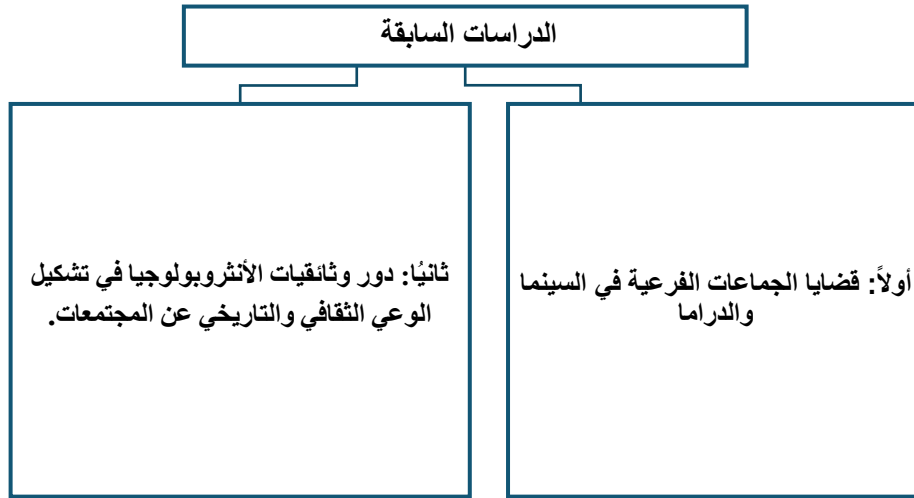 الدراسات السابقة
أولاً: قضايا الجماعات الفرعية في السينما
والدراما
ثانيُا: دور وثائقيات الأنثروبولوجيا في تشكيل
الوعي الثقافي والتاريخي عن المجتمعات.